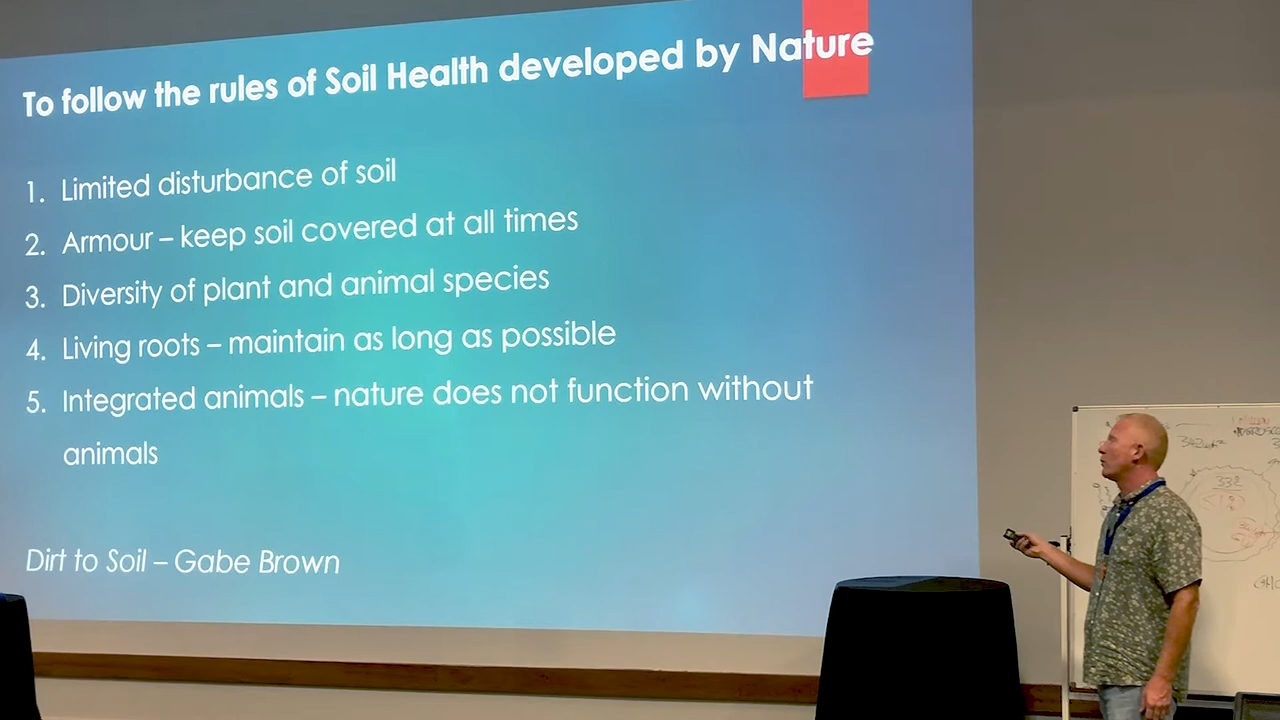 To follow the rules of Soil Health developed by Nature
1. Limited disturbance of soil
2. Armour – keep soil covered at all times
3. Diversity of plant and animal species
4. Living roots – maintain as long as possible
5. Integrated animals – nature does not function without
animals
Dirt to Soil – Gabe Brown
332